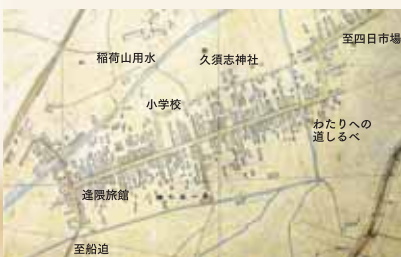 至四日市場
稲荷山用水
久須志神社
小学校
わたりへの
道しるべ
逢隈旅館
至船迫